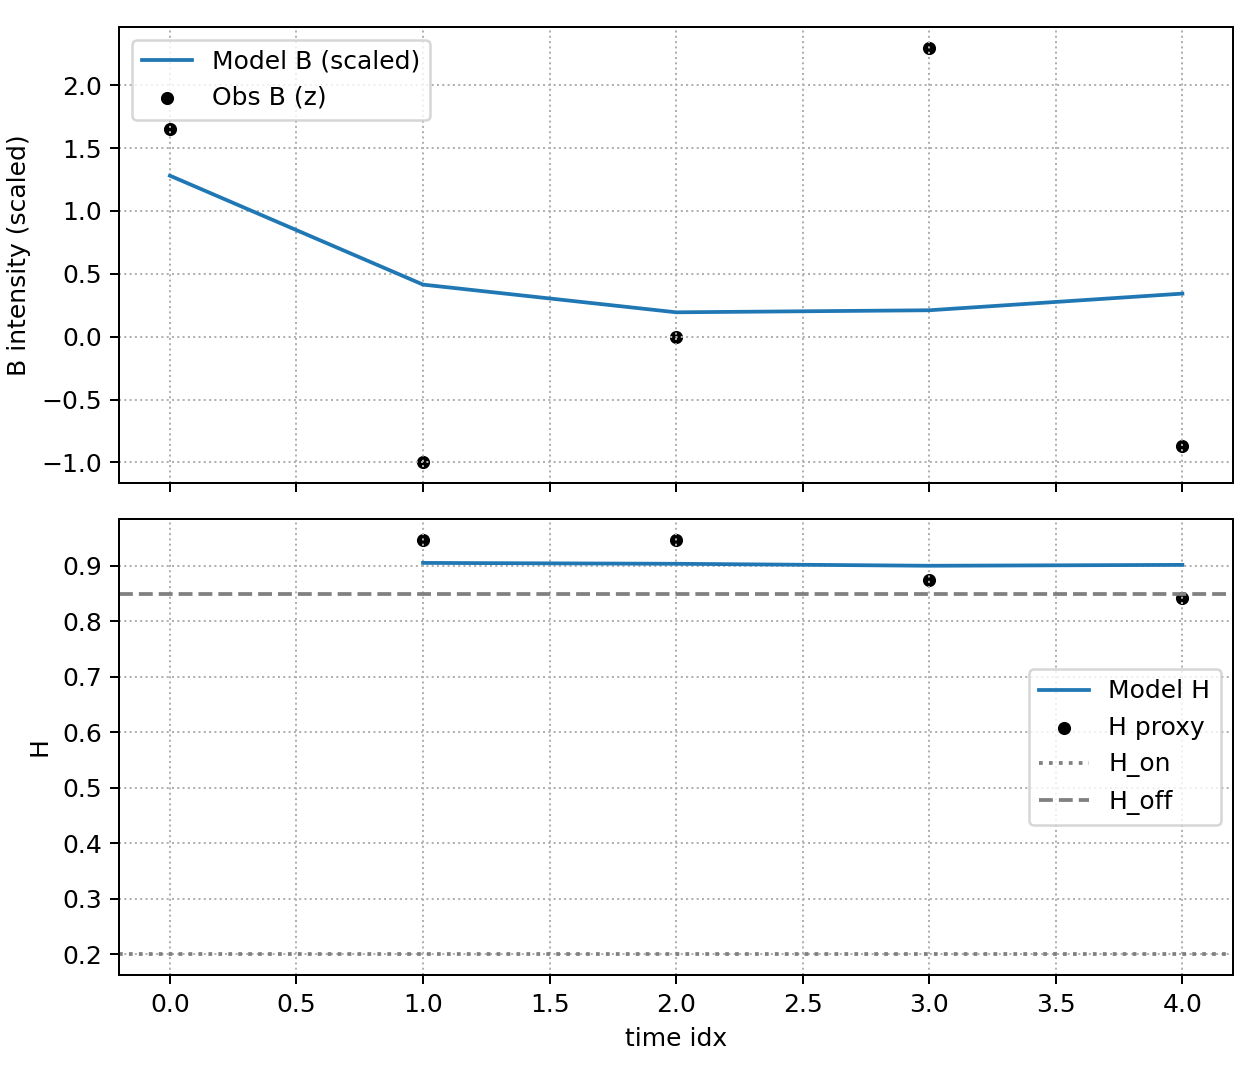 Model B (scaled)
Obs B (z)
B intensity (scaled)
2.0
1.5
1.0
0.5
0.0
−0.5
−1.0
H
0.9
0.8
0.7
0.6
0.5
0.4
0.3
0.2
Model H
H proxy
H_on
H_off
0.0 0.5 1.0 1.5 2.0 2.5 3.0 3.5 4.0
time idx